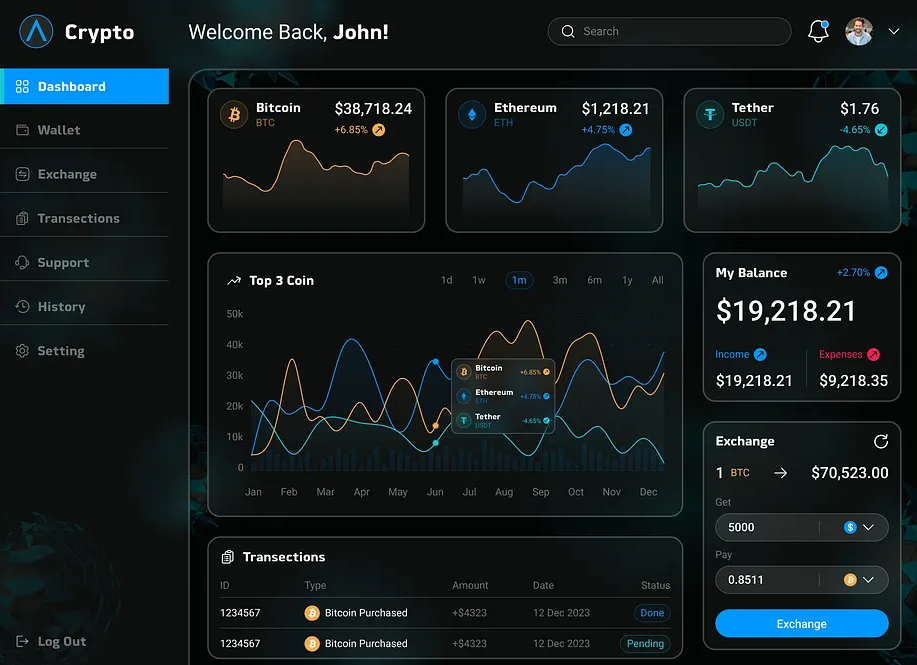 Crypto
Welcome Back, John!
Search
Dashboard
Wallet
Exchange
Transections
Support
History
Setting
Log Out
Bitcoin
$38,718.24
BTC
+6.85%
Ethereum
$1,218.21
ETH
+4.75%
Tether
$1.76
USDT
-4.65%
Top 3 Coin
1d 1w 1m 3m 6m 1y All
50k
40k
30k
20k
10k
0
Jan Feb Mar Apr May Jun Jul Aug Sep Oct Nov Dec
Bitcoin
BTC
+6.85%
Ethereum
ETH
+4.75%
Tether
USDT
-4.65%
My Balance
+2.70%
$19,218.21
Income
Expenses
$19,218.21
$9,218.35
Exchange
1 BTC
$70,523.00
Get
5000
Pay
0.8511
Exchange
Transections
ID Type Amount Date Status
1234567 Bitcoin Purchased +$4323 12 Dec 2023 Done
1234567 Bitcoin Purchased +$4323 12 Dec 2023 Pending